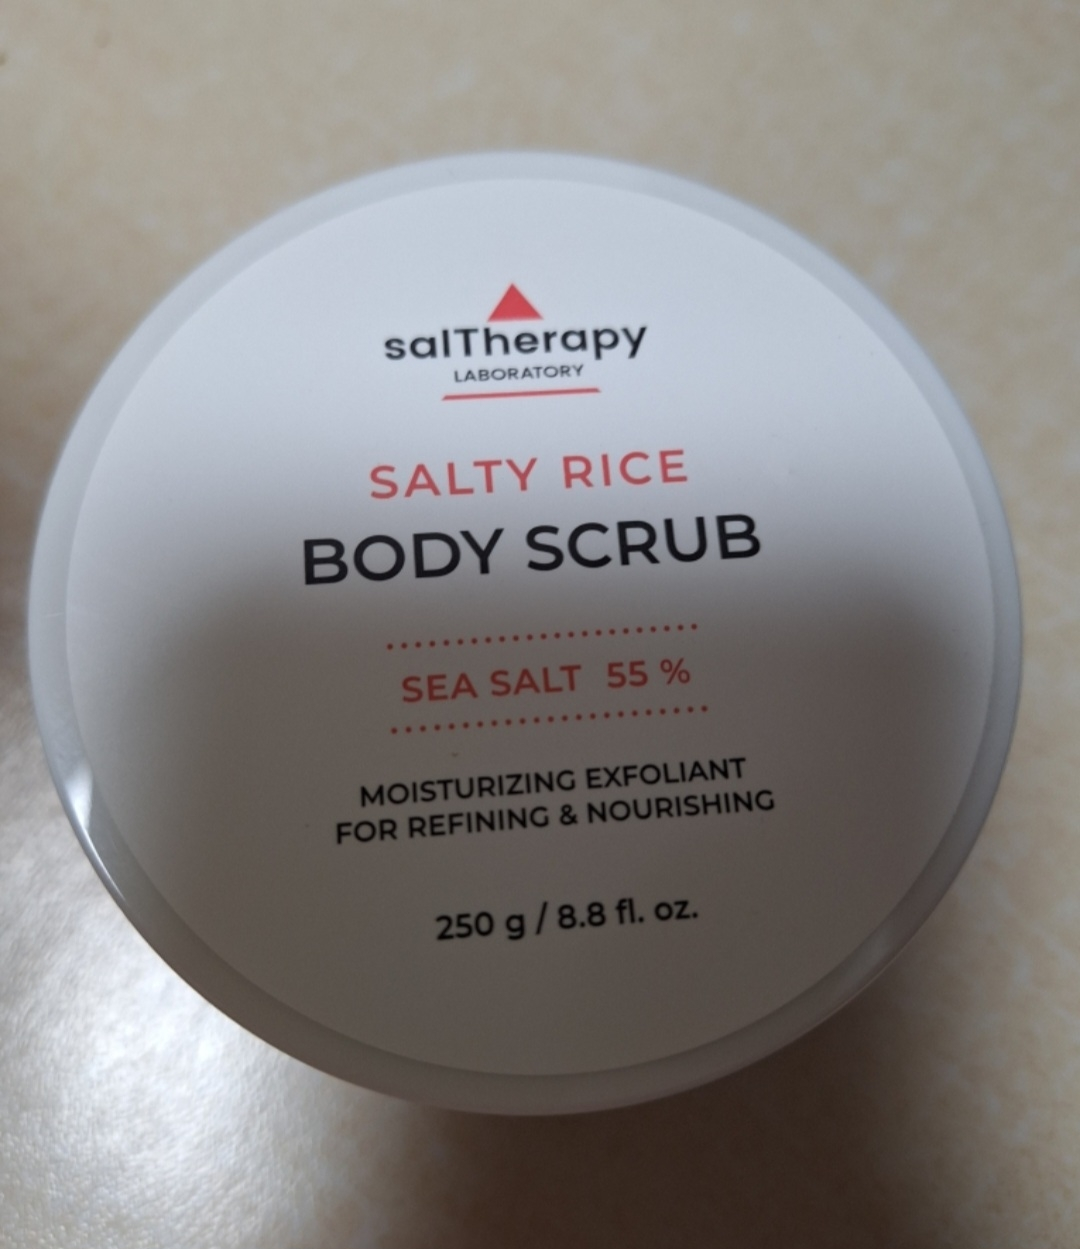 salTherapy
LABORATORY
SALTY RICE
BODY SCRUB
SEA SALT 55 %
MOISTURIZING EXFOLIANT
FOR REFINING & NOURISHING
250 g / 8.8 fl. oz.